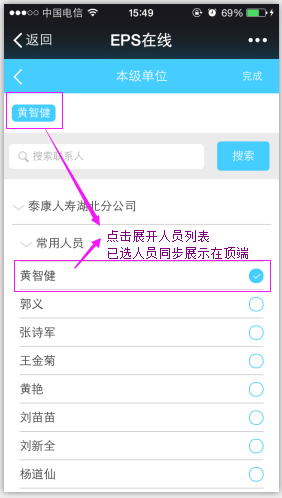 中国电信 15:49 69%
返回 EPS在线
本级单位 完成
黄智健
搜索联系人 搜索
泰康人寿湖北分公司
点击展开人员列表
常用人员
已选人员同步展示在顶端
黄智健
郭义
张诗军
王金菊
黄艳
刘苗苗
刘新全
杨道仙